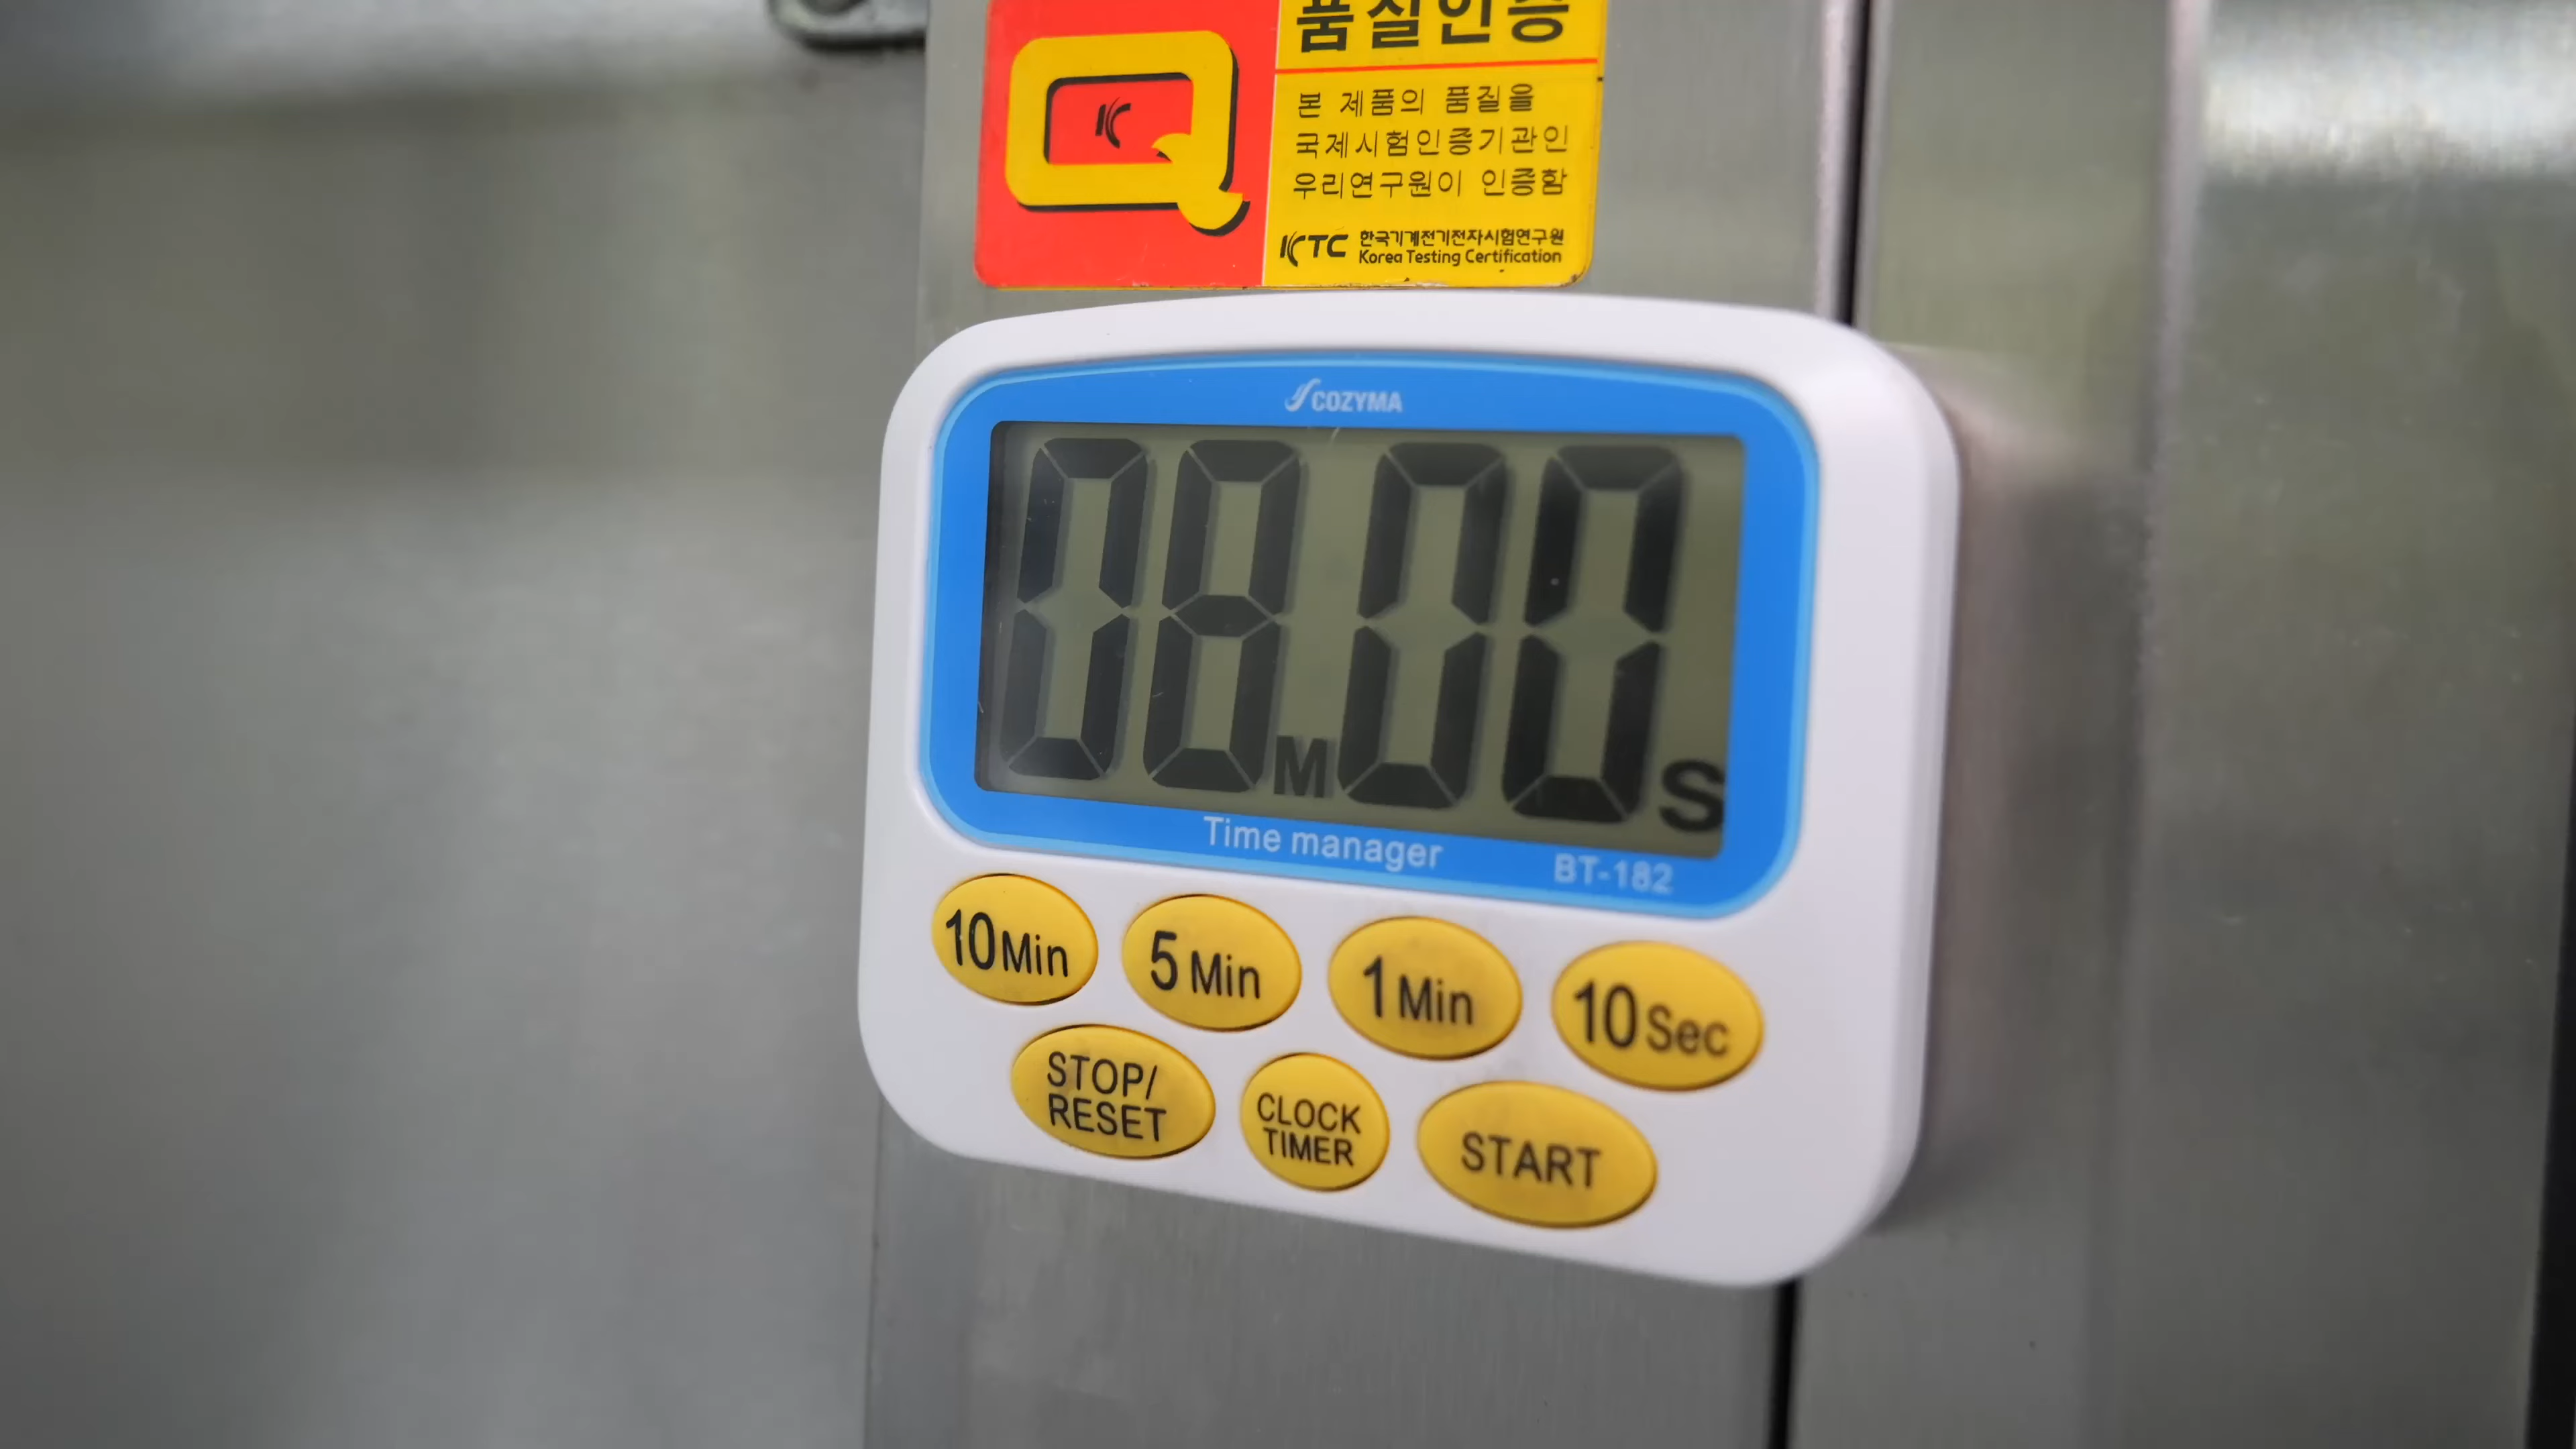 품질인증
본 제품의 품질을
국제시험인증기관인
우리연구원이 인증함
KTC 한국기계전기전자시험연구원
Korea Testing Certification
COZYMA
08M00S
Time manager BT-182
10 Min 5 Min 1 Min 10 Sec
STOP/
RESET
CLOCK
TIMER
START